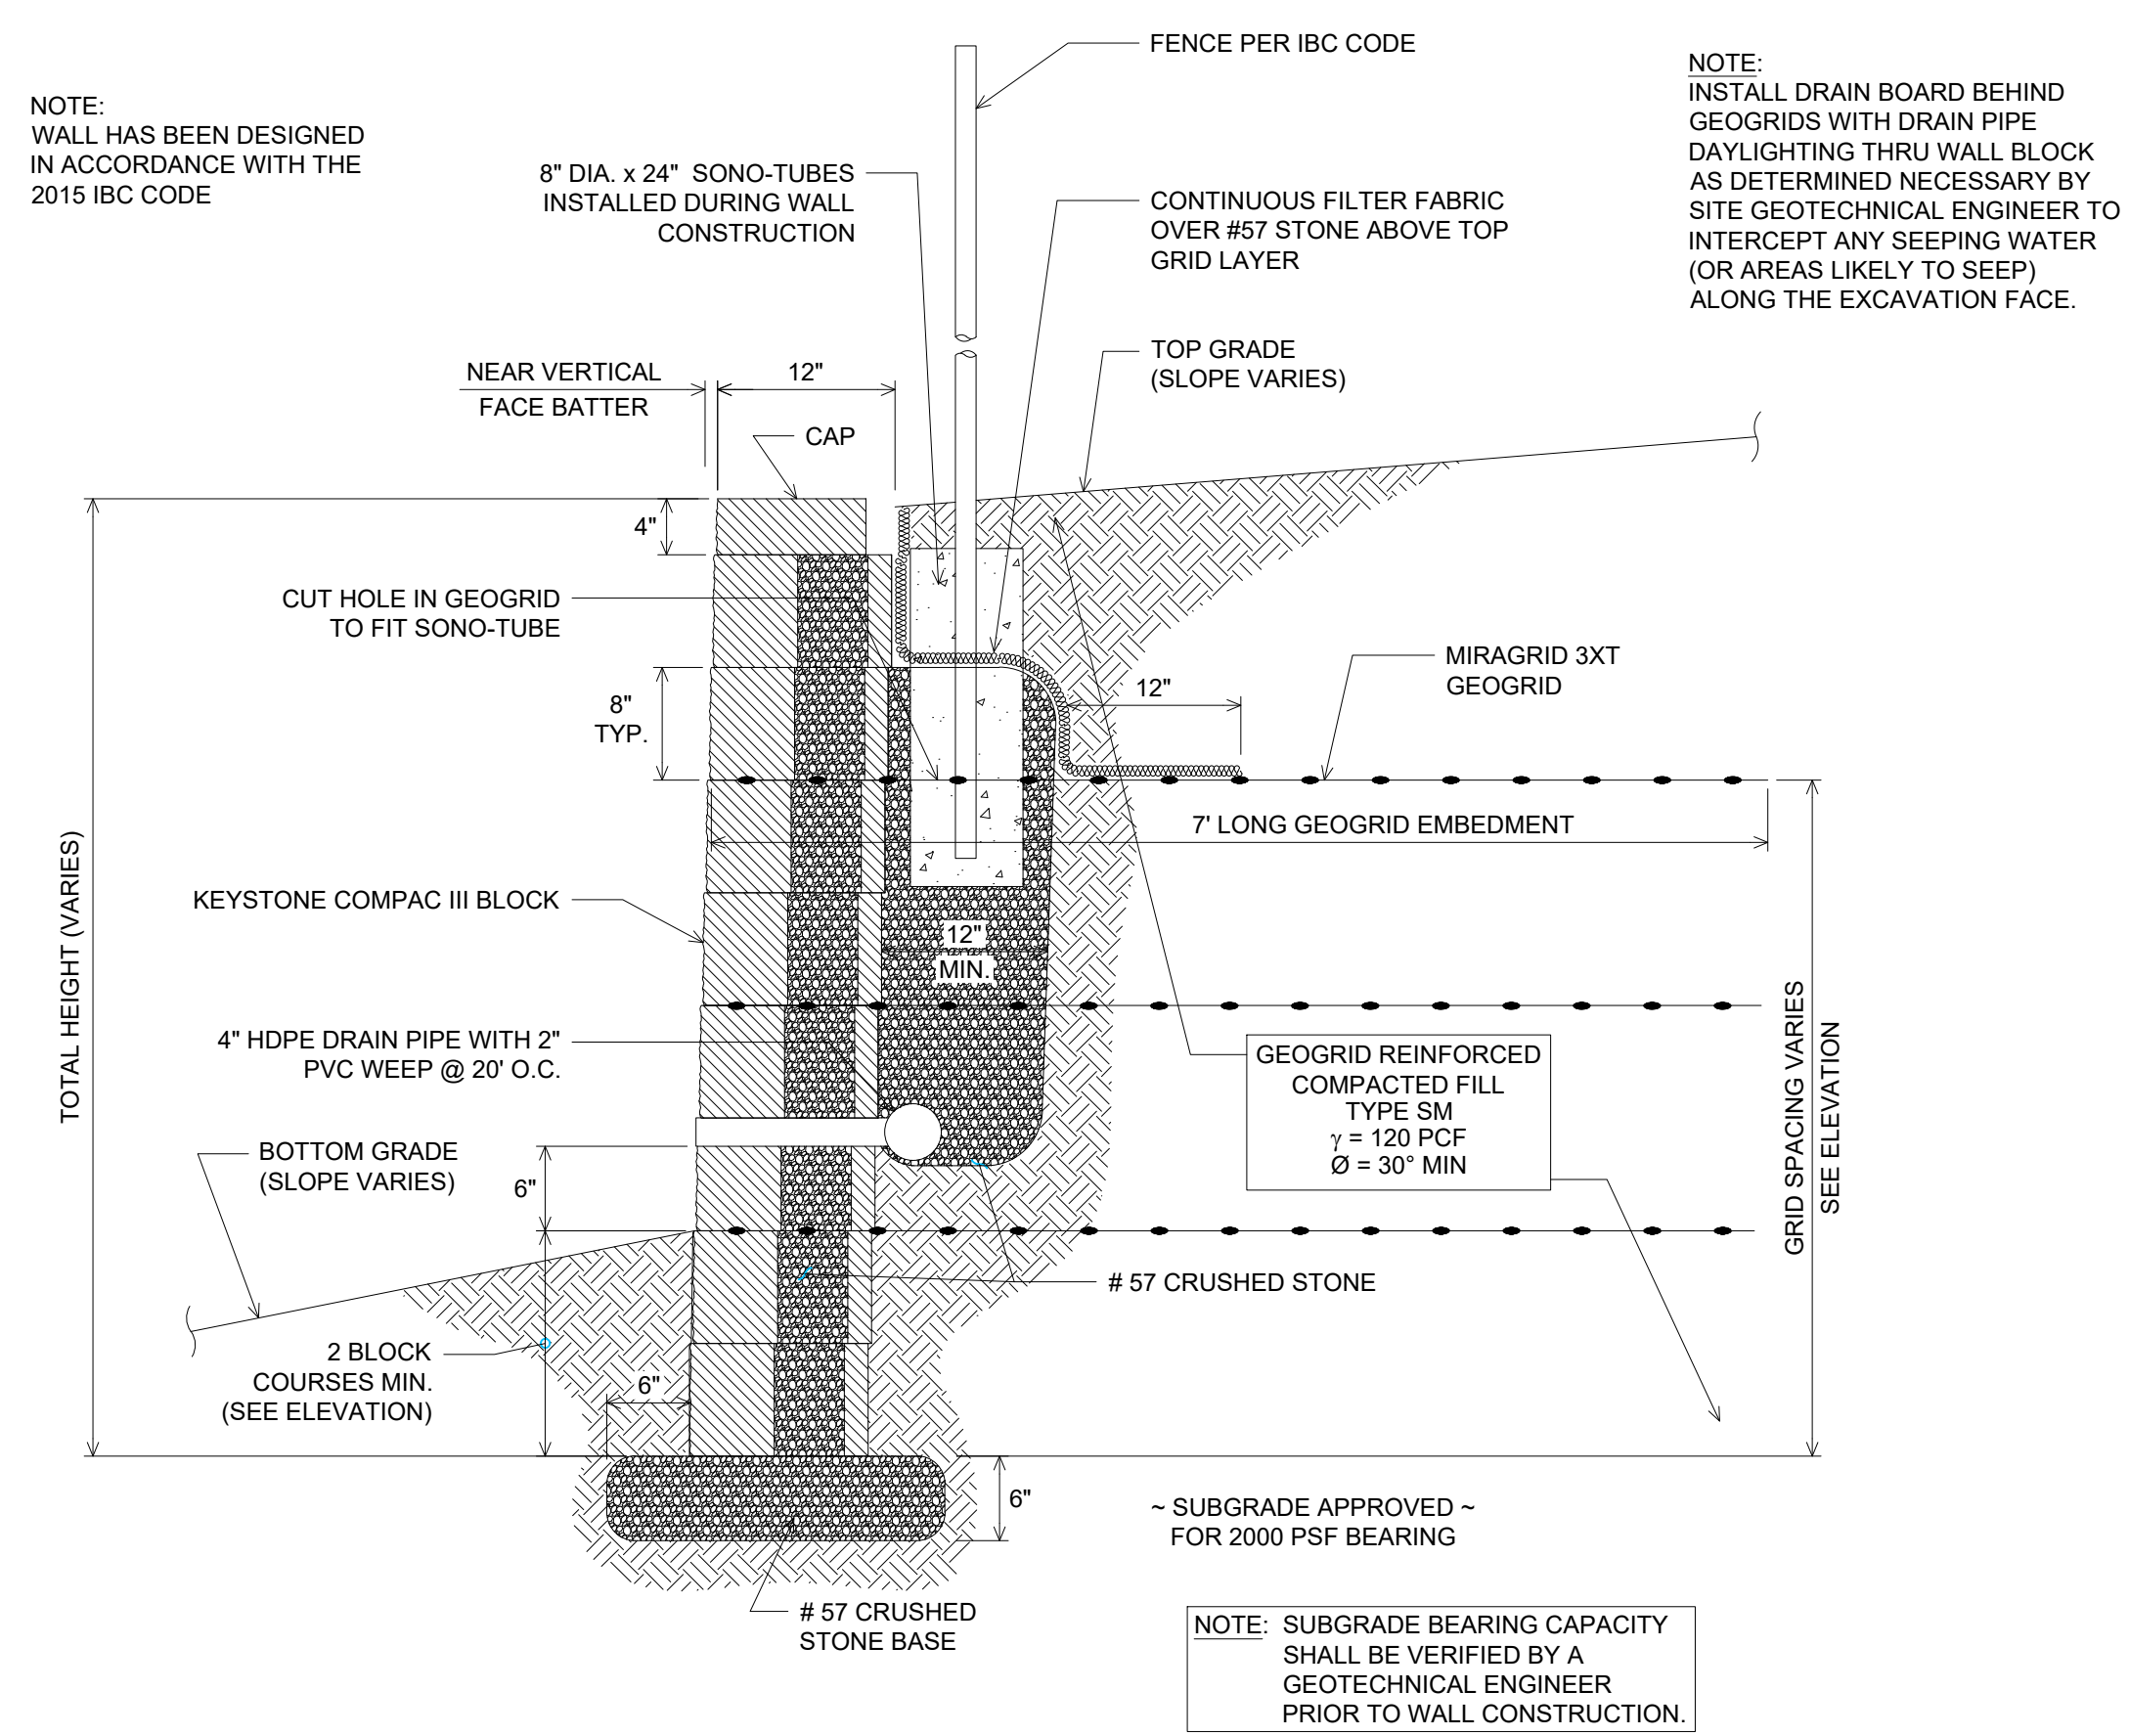 NOTE:
WALL HAS BEEN DESIGNED
IN ACCORDANCE WITH THE
2015 IBC CODE
FENCE PER IBC CODE
NOTE:
INSTALL DRAIN BOARD BEHIND
GEOGRIDS WITH DRAIN PIPE
DAYLIGHTING THRU WALL BLOCK
AS DETERMINED NECESSARY BY
SITE GEOTECHNICAL ENGINEER TO
INTERCEPT ANY SEEPING WATER
(OR AREAS LIKELY TO SEEP)
ALONG THE EXCAVATION FACE.
8" DIA. x 24" SONO-TUBES
INSTALLED DURING WALL
CONSTRUCTION
CONTINUOUS FILTER FABRIC
OVER #57 STONE ABOVE TOP
GRID LAYER
TOP GRADE
(SLOPE VARIES)
NEAR VERTICAL
FACE BATTER
12"
CAP
4"
CUT HOLE IN GEOGRID
TO FIT SONO-TUBE
MIRAGRID 3XT
GEOGRID
12"
8"
TYP.
7' LONG GEOGRID EMBEDMENT
TOTAL HEIGHT (VARIES)
KEYSTONE COMPAC III BLOCK
12"
MIN.
4" HDPE DRAIN PIPE WITH 2"
PVC WEEP @ 20' O.C.
GEOGRID REINFORCED
COMPACTED FILL
TYPE SM
γ = 120 PCF
Ø = 30° MIN
GRID SPACING VARIES
SEE ELEVATION
BOTTOM GRADE
(SLOPE VARIES)
6"
# 57 CRUSHED STONE
2 BLOCK
COURSES MIN.
(SEE ELEVATION)
6"
6"
~ SUBGRADE APPROVED ~
FOR 2000 PSF BEARING
# 57 CRUSHED
STONE BASE
NOTE: SUBGRADE BEARING CAPACITY
SHALL BE VERIFIED BY A
GEOTECHNICAL ENGINEER
PRIOR TO WALL CONSTRUCTION.